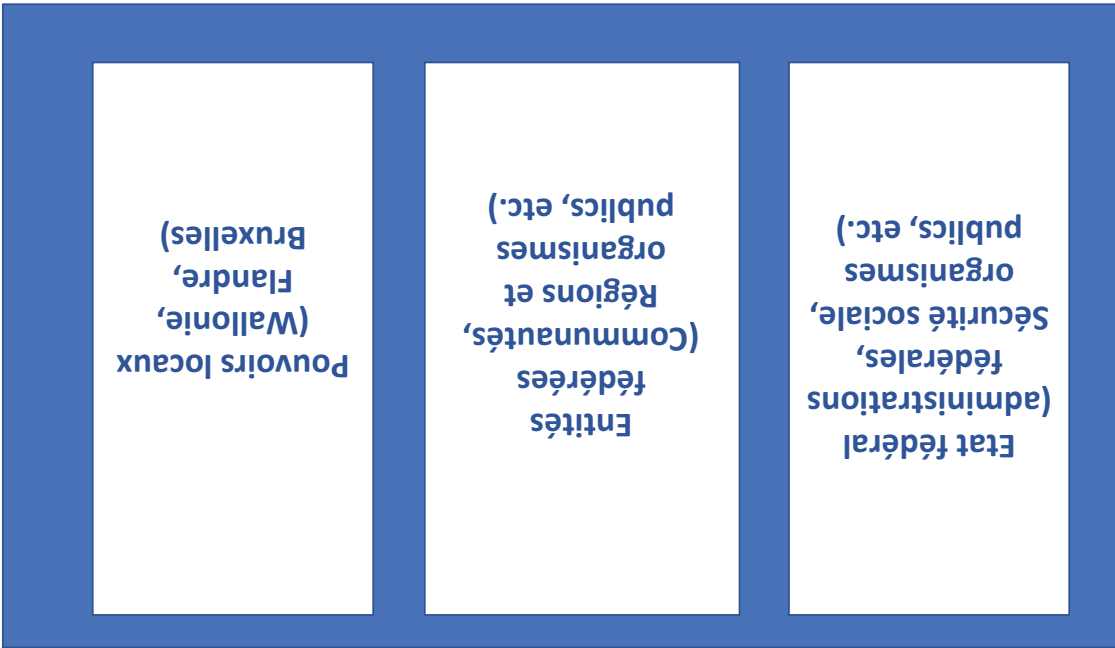 Etat fédéral
(administrations
fédérales,
Sécurité sociale,
organismes
publics, etc.)
Entités
fédérées
(Communautés,
Régions et
organismes
publics, etc.)
Pouvoirs locaux
(Wallonie,
Flandre,
Bruxelles)